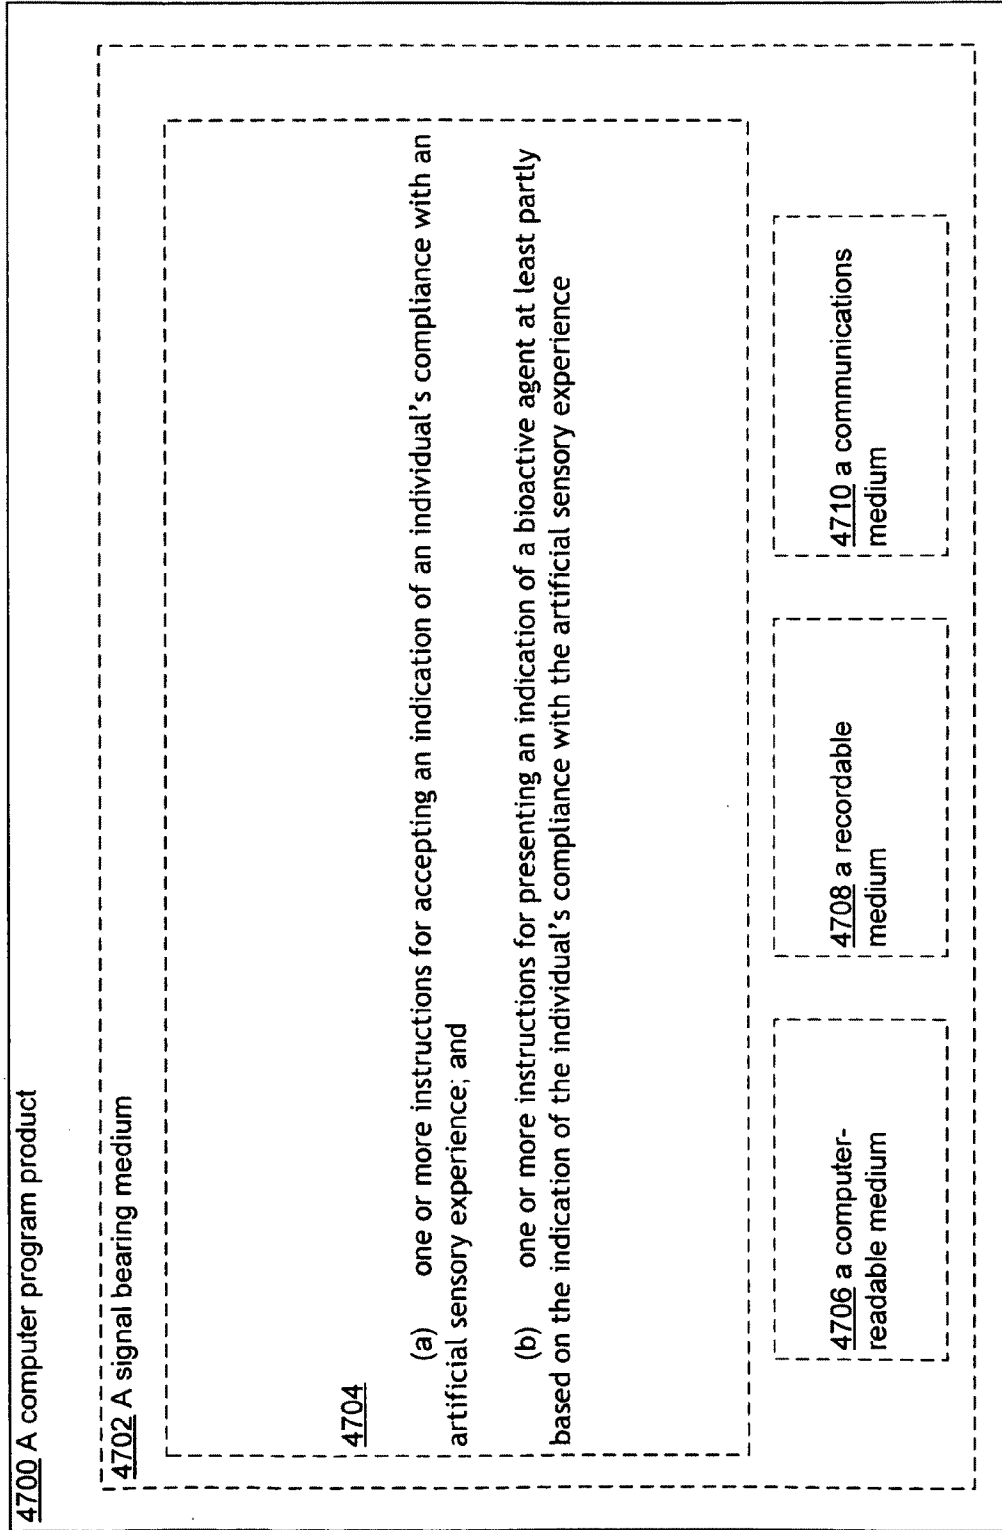 4700 A computer program product
4702 A signal bearing medium
4704
(a) one or more instructions for accepting an indication of an individual's compliance with an
artificial sensory experience; and
(b) one or more instructions for presenting an indication of a bioactive agent at least partly
based on the indication of the individual's compliance with the artificial sensory experience
4706 a computer-
readable medium
4708 a recordable
medium
4710 a communications
medium